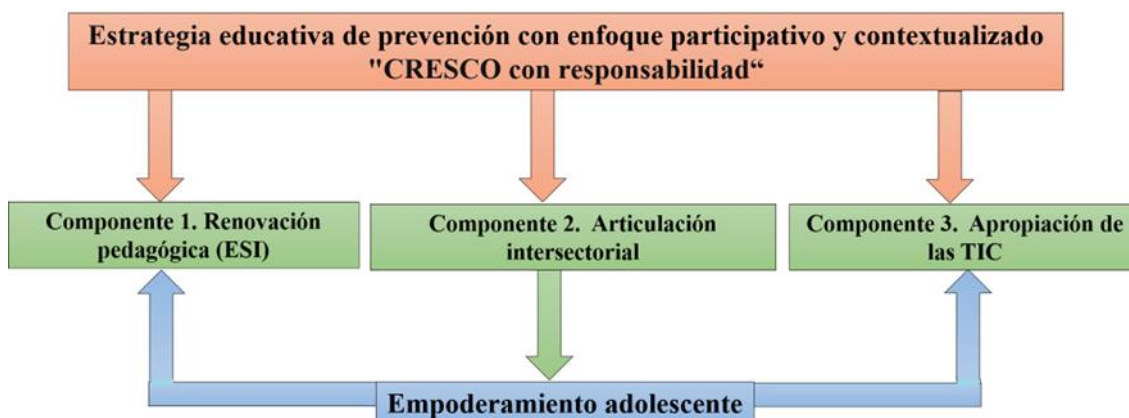 Estrategia educativa de prevención con enfoque participativo y contextualizado
"CRESCO con responsabilidad“
Componente 1. Renovación
pedagógica (ESI)
Componente 2. Articulación
intersectorial
Componente 3. Apropiación de
las TIC
Empoderamiento adolescente